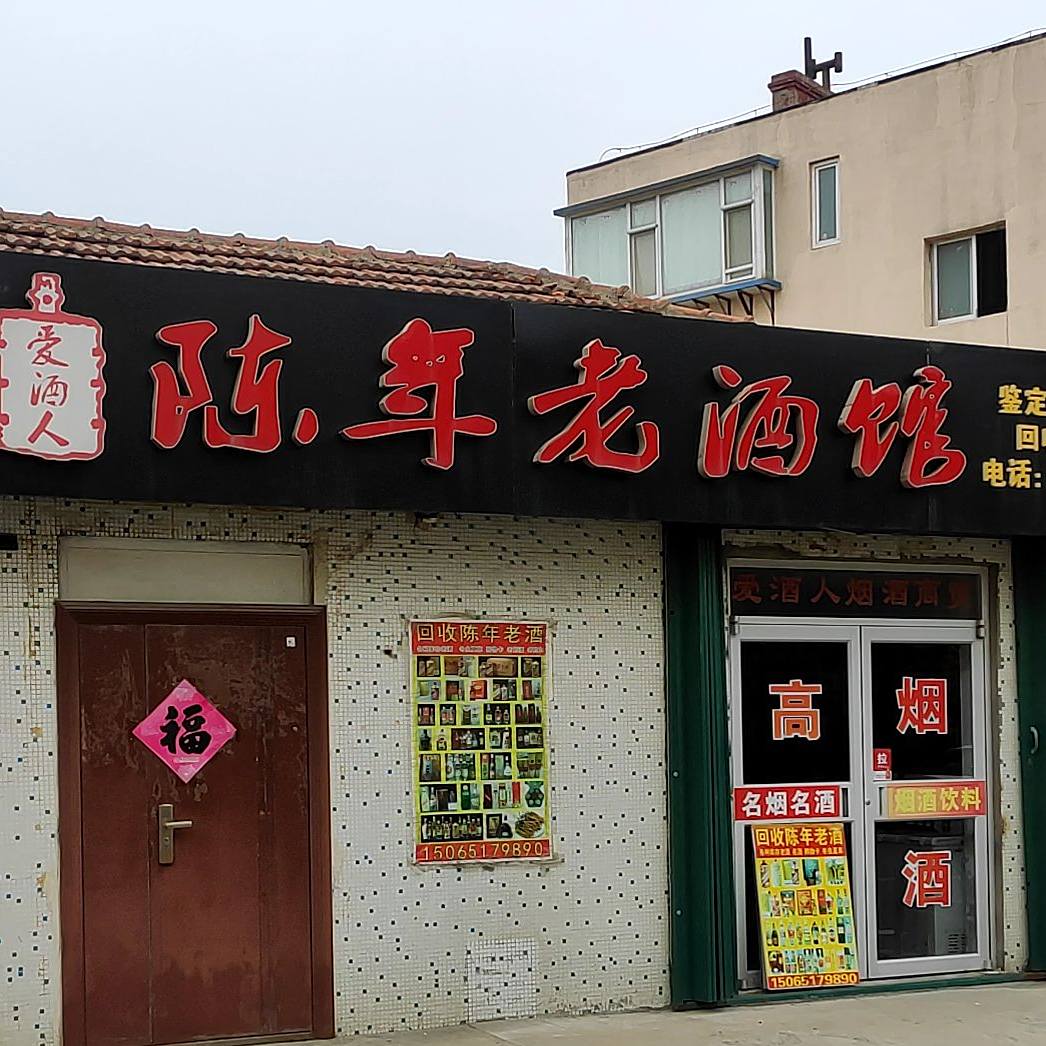 爱酒人
陈年老酒馆
鉴定
回收
电话:
福
回收陈年老酒
15065179890
爱酒人烟酒商贸
高
烟
拉
名烟名酒
烟酒饮料
酒
回收陈年老酒
15065179890